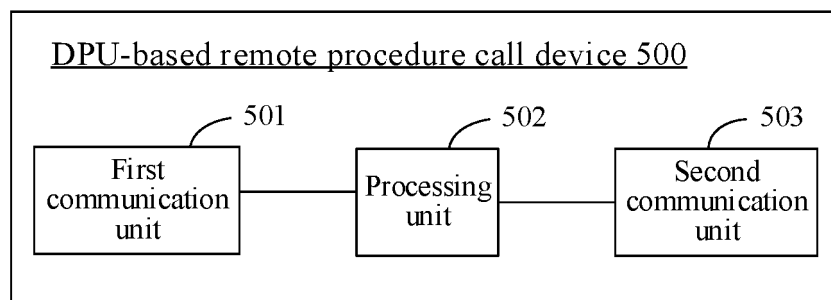 DPU-based remote procedure call device 500
501
502
503
First
communication
unit
Processing
unit
Second
communication
unit